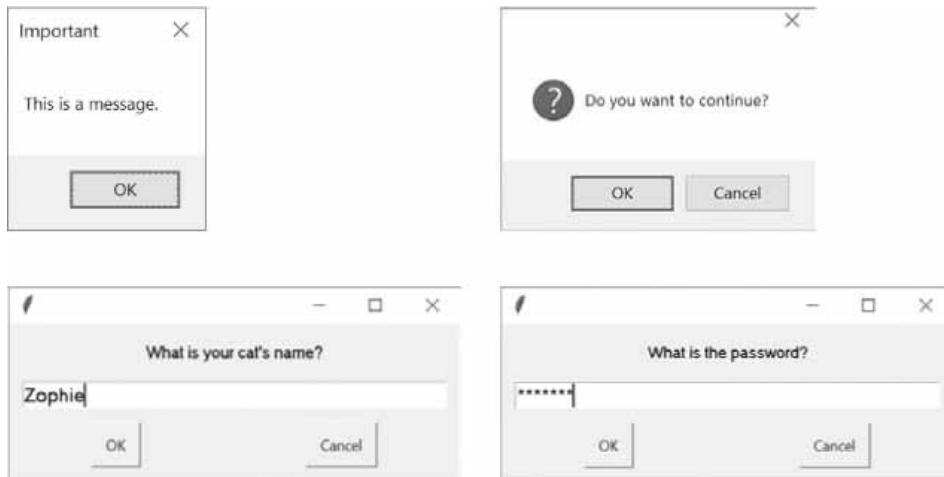 Important
This is a message.
OK
?
Do you want to continue?
OK Cancel
What is your cat's name?
Zophie
OK Cancel
What is the password?
*******
OK Cancel